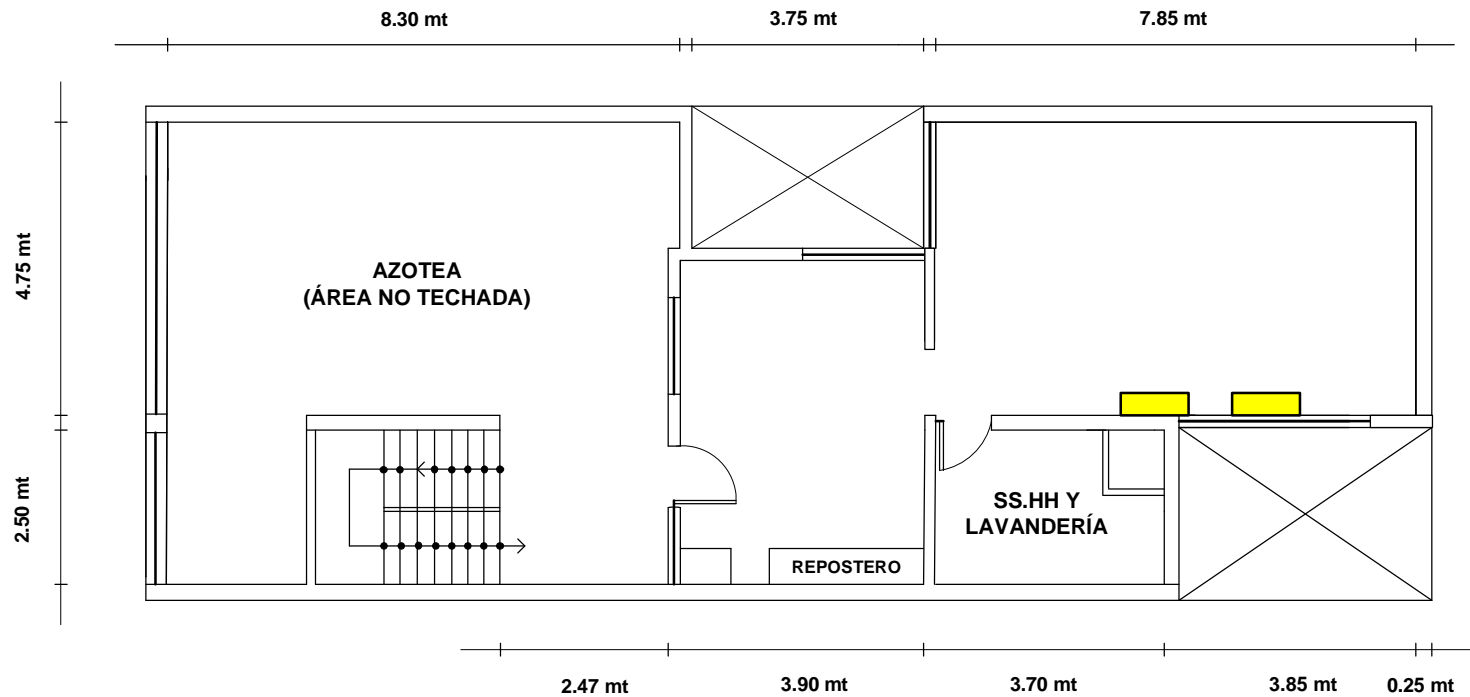 8.30 mt
3.75 mt
7.85 mt
4.75 mt
AZOTEA
(ÁREA NO TECHADA)
2.50 mt
SS.HH Y
LAVANDERÍA
REPOSTERO
2.47 mt
3.90 mt
3.70 mt
3.85 mt
0.25 mt